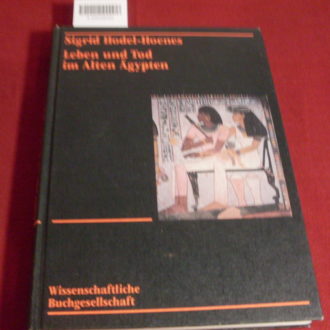 Sigrid Hodel-Hoenes
Leben und Tod
im Alten Ägypten
Wissenschaftliche
Buchgesellschaft